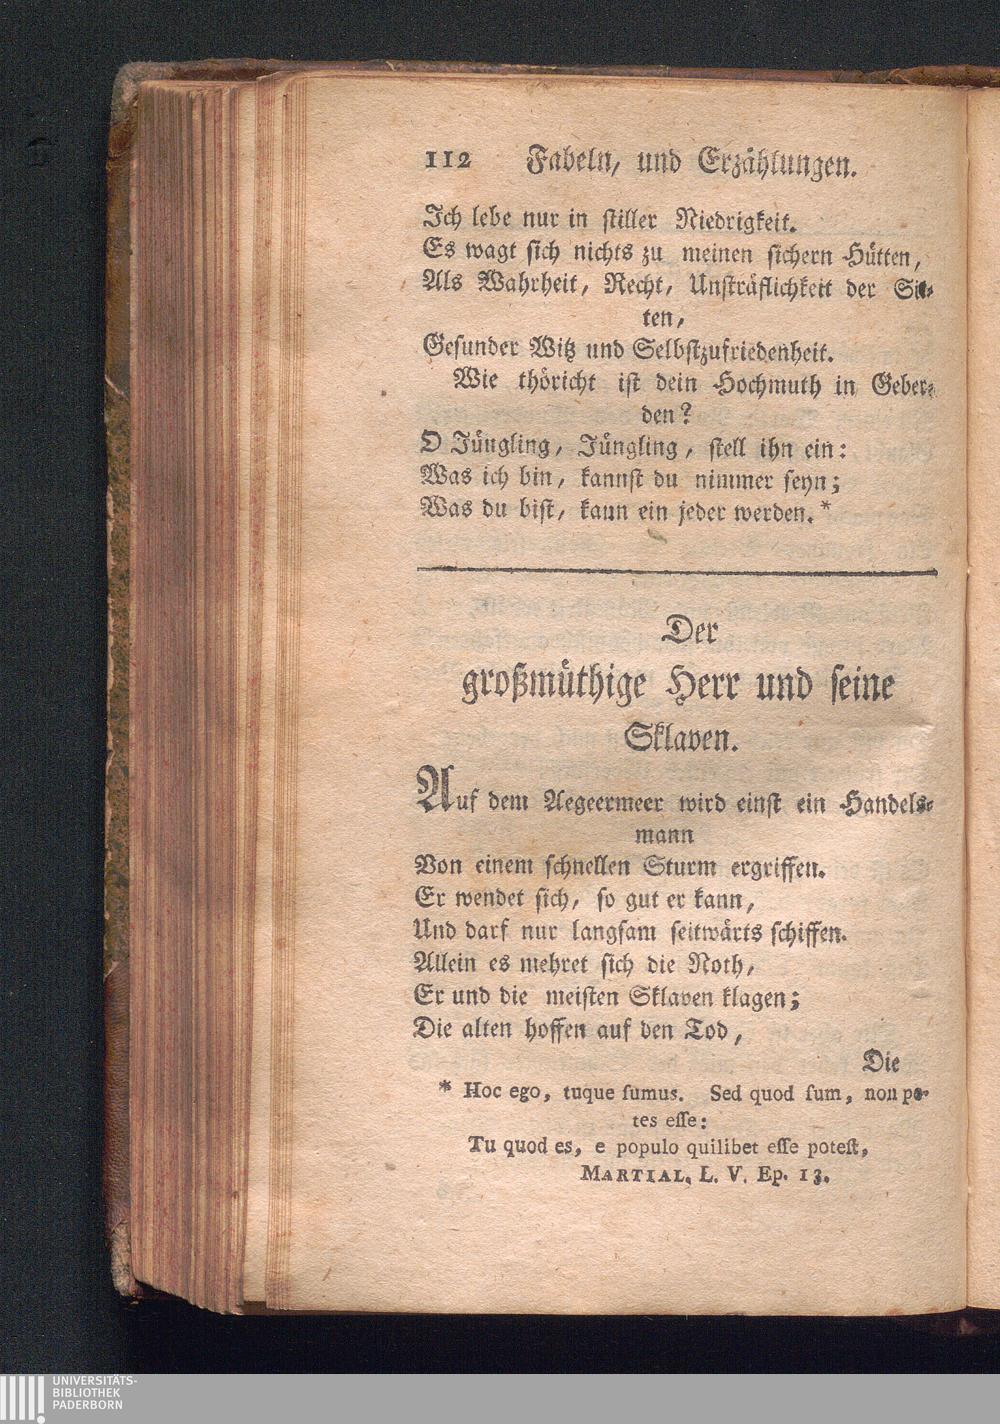 112 Fabeln, und Erzählungen.
Ich lebe nur in stiller Niedrigkeit.
Es wagt sich nichts zu meinen sichern Hütten,
Als Wahrheit, Recht, Unsträflichkeit der Sit-
ten,
Gesunder Witz und Selbstzufriedenheit.
Wie thöricht ist dein Hochmuth in Geber-
den?
O Jüngling, Jüngling, stell ihn ein:
Was ich bin, kannst du nimmer seyn;
Was du bist, kann ein jeder werden.*
Der
großmüthige Herr und seine
Sklaven.
Auf dem Aegeermeer wird einst ein Handels-
mann
Von einem schnellen Sturm ergriffen.
Er wendet sich, so gut er kann,
Und darf nur langsam seitwärts schiffen.
Allein es mehret sich die Noth,
Er und die meisten Sklaven klagen;
Die alten hoffen auf den Tod,
Die
* Hoc ego, tuque sumus. Sed quod sum, non po-
tes esse:
Tu quod es, e populo quilibet esse potest,
MARTIAL. L. V. Ep. 13.
UNIVERSITÄTS-
BIBLIOTHEK
PADERBORN